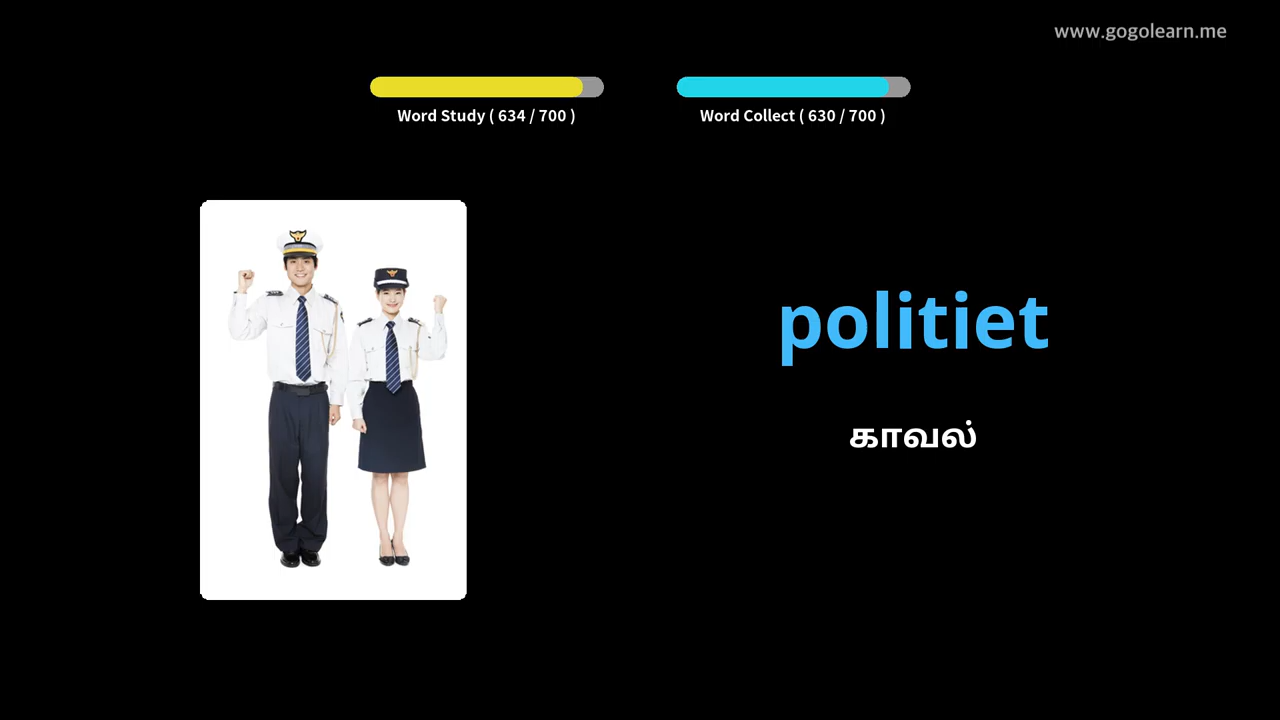 www.gogolearn.me
Word Study ( 634 / 700 )
Word Collect ( 630 / 700 )
politiet
காவல்